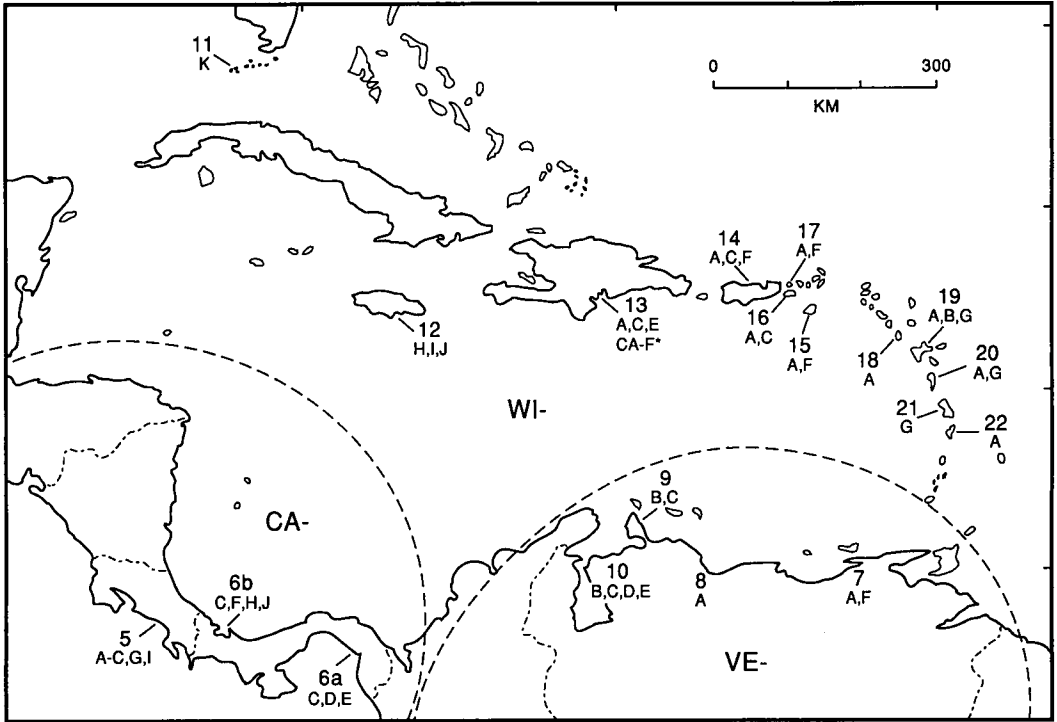 11
K
0 300
KM
14
A,C,F
17
A,F
13
A,C,E
CA-F*
12
H,I,J
16
A,C
15
A,F
18
A
19
A,B,G
20
A,G
21
G
22
A
WI-
CA-
9
B,C
10
B,C,D,E
8
A
7
A,F
6b
C,F,H,J
5
A-C,G,I
6a
C,D,E
VE-